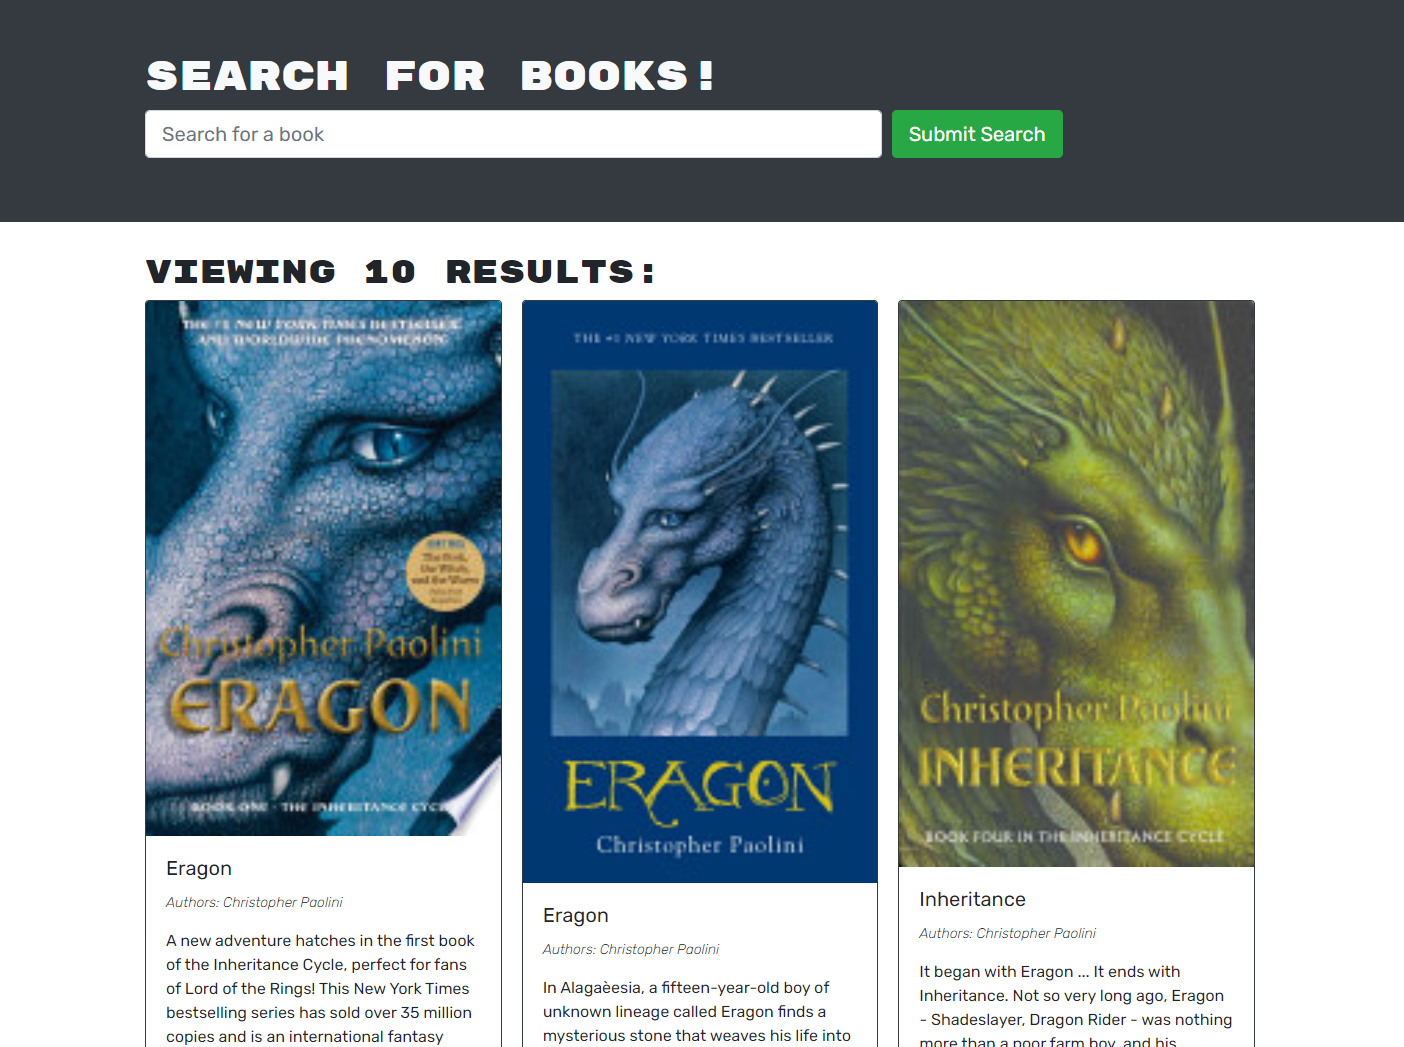 SEARCH FOR BOOKS!
Search for a book
Submit Search
VIEWING 10 RESULTS:
THE #1 NEW YORK TIMES BESTSELLER
AND WORLDWIDE PHENOMENON
Christopher Paolini
ERAGON
BOOK ONE · THE INHERITANCE CYCLE
Eragon
Authors: Christopher Paolini
A new adventure hatches in the first book
of the Inheritance Cycle, perfect for fans
of Lord of the Rings! This New York Times
bestselling series has sold over 35 million
copies and is an international fantasy
THE #1 NEW YORK TIMES BESTSELLER
ERAGON
Christopher Paolini
Eragon
Authors: Christopher Paolini
In Alagaèesia, a fifteen-year-old boy of
unknown lineage called Eragon finds a
mysterious stone that weaves his life into
Christopher Paolini
INHERITANCE
BOOK FOUR IN THE INHERITANCE CYCLE
Inheritance
Authors: Christopher Paolini
It began with Eragon ... It ends with
Inheritance. Not so very long ago, Eragon
- Shadeslayer, Dragon Rider - was nothing
more than a poor farm boy, and his